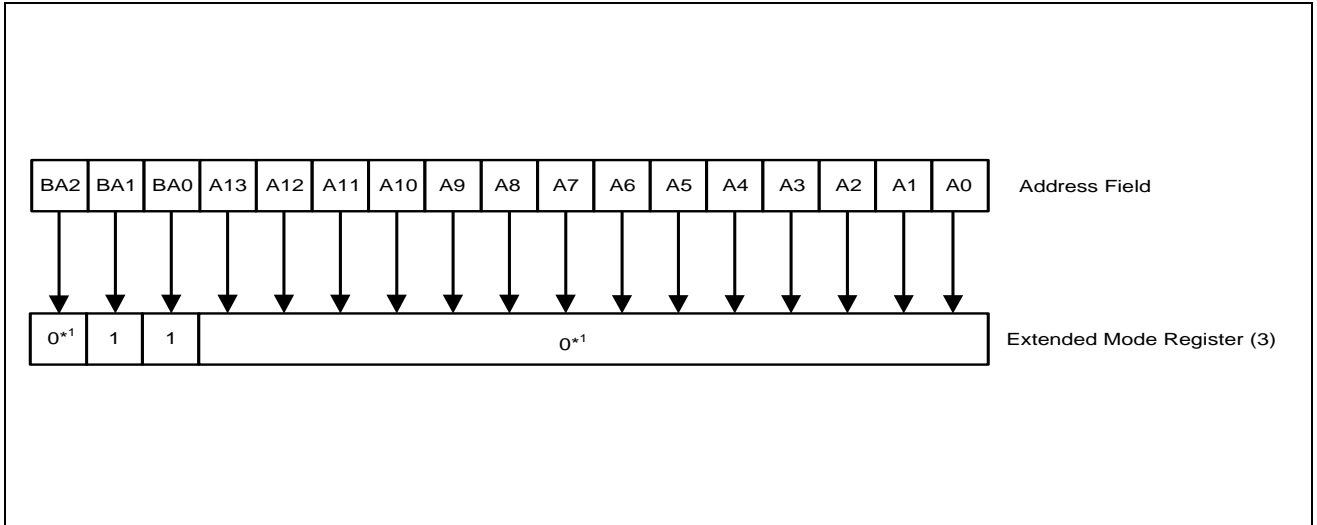 BA2 BA1 BA0 A13 A12 A11 A10 A9 A8 A7 A6 A5 A4 A3 A2 A1 A0 Address Field
0*1 1 1 0*1 Extended Mode Register (3)